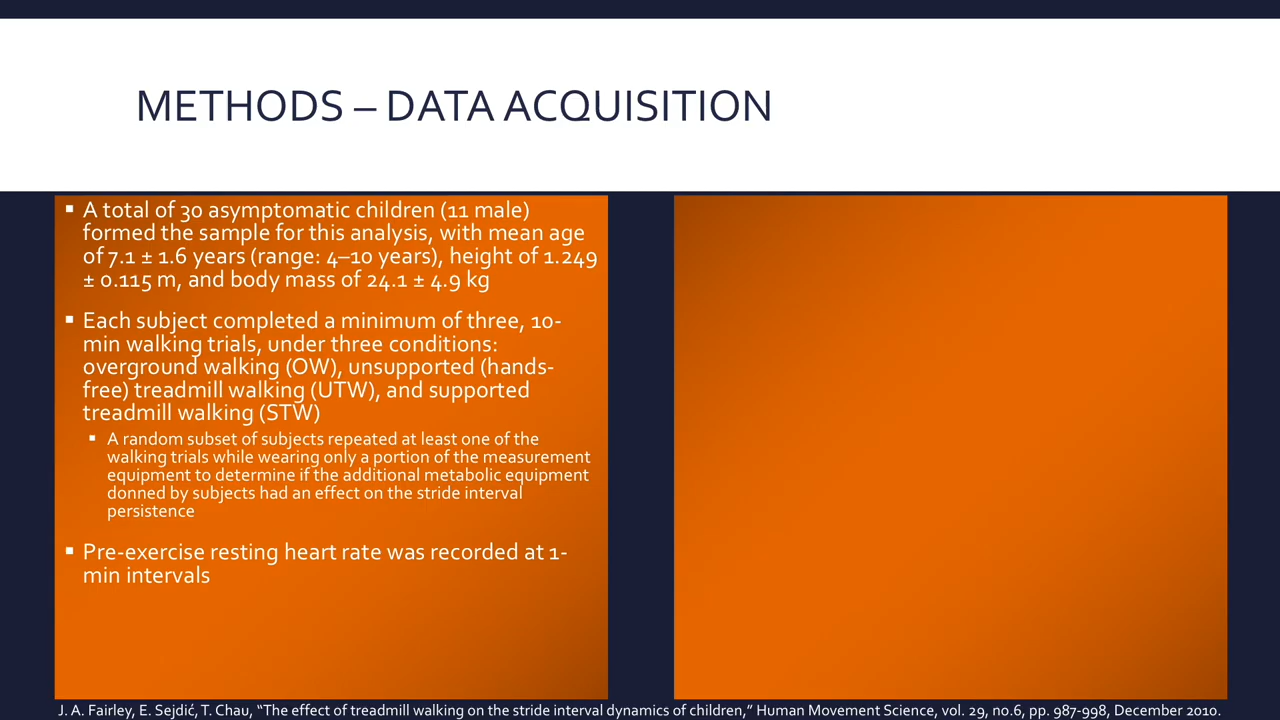 METHODS – DATA ACQUISITION
▪ A total of 30 asymptomatic children (11 male)
formed the sample for this analysis, with mean age
of 7.1 ± 1.6 years (range: 4–10 years), height of 1.249
± 0.115 m, and body mass of 24.1 ± 4.9 kg
▪ Each subject completed a minimum of three, 10-
min walking trials, under three conditions:
overground walking (OW), unsupported (hands-
free) treadmill walking (UTW), and supported
treadmill walking (STW)
▪ A random subset of subjects repeated at least one of the
walking trials while wearing only a portion of the measurement
equipment to determine if the additional metabolic equipment
donned by subjects had an effect on the stride interval
persistence
▪ Pre-exercise resting heart rate was recorded at 1-
min intervals
J. A. Fairley, E. Sejdić, T. Chau, “The effect of treadmill walking on the stride interval dynamics of children,” Human Movement Science, vol. 29, no.6, pp. 987-998, December 2010.